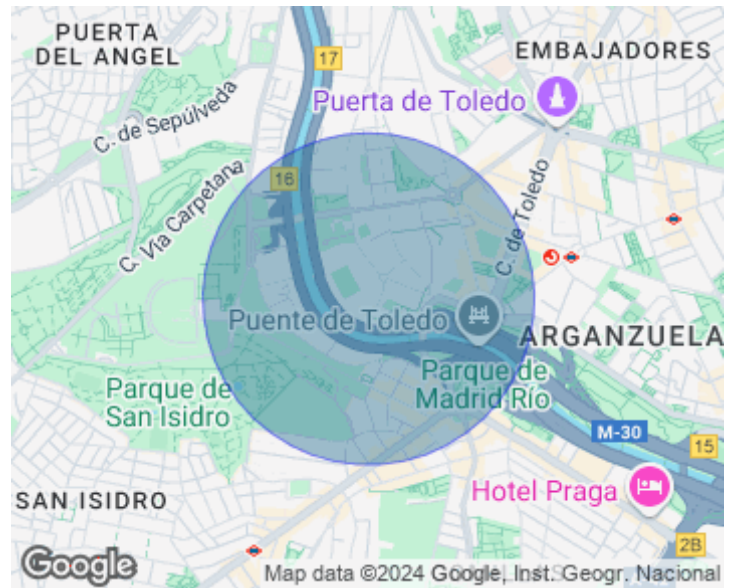 PUERTA
DEL ANGEL
17
EMBAJADORES
Puerta de Toledo
C. de Sepúlveda
16
C. Vía Carpetana
C. de Toledo
Puente de Toledo
ARGANZUELA
Parque de
Madrid Río
Parque de
San Isidro
M-30
15
SAN ISIDRO
Hotel Praga
2B
Google
Map data ©2024 Google, Inst. Geogr. Nacional